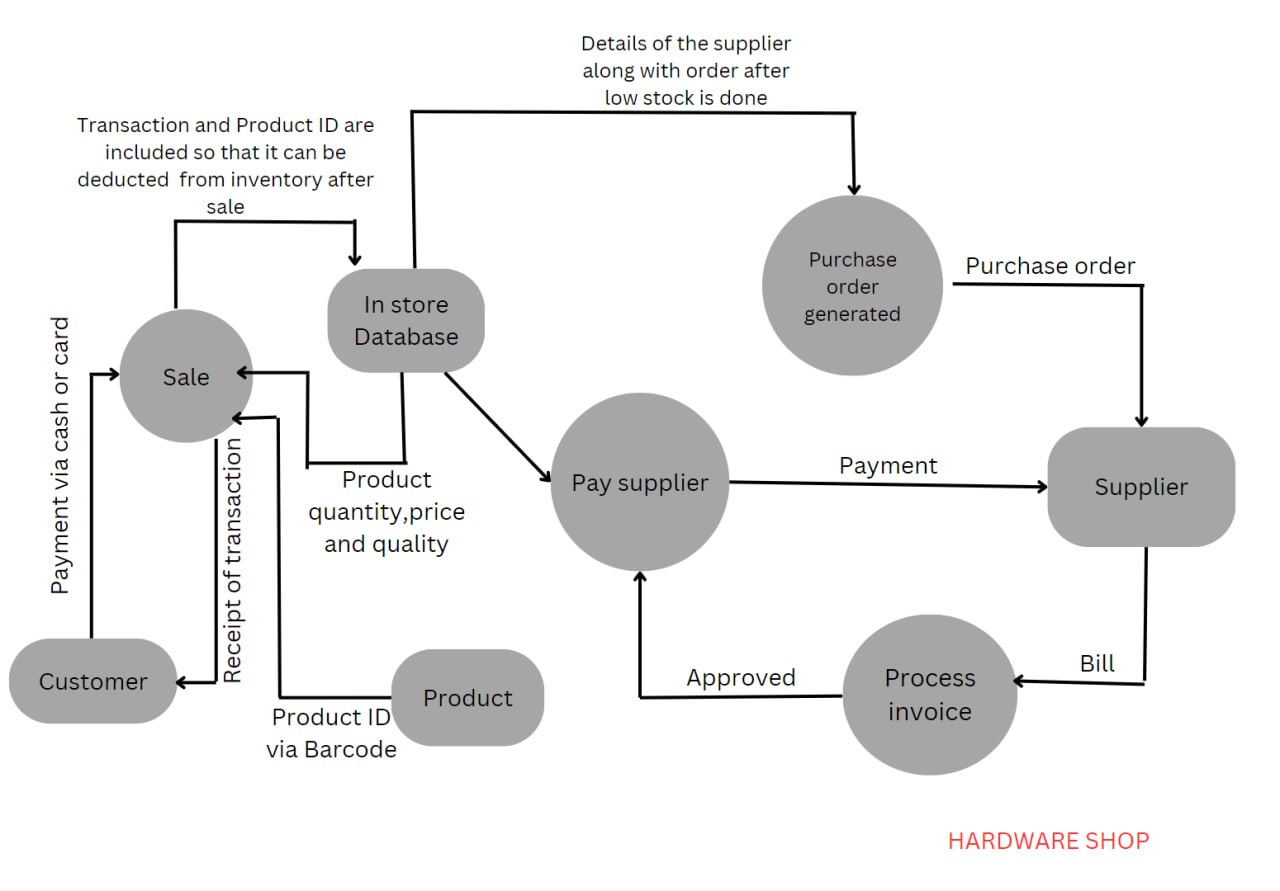 Details of the supplier
along with order after
low stock is done
Transaction and Product ID are
included so that it can be
deducted from inventory after
sale
Purchase
order
generated
Purchase order
In store
Database
Sale
Payment via cash or card
Receipt of transaction
Product
quantity,price
and quality
Pay supplier
Payment
Supplier
Customer
Product
Product ID
via Barcode
Approved
Process
invoice
Bill
HARDWARE SHOP